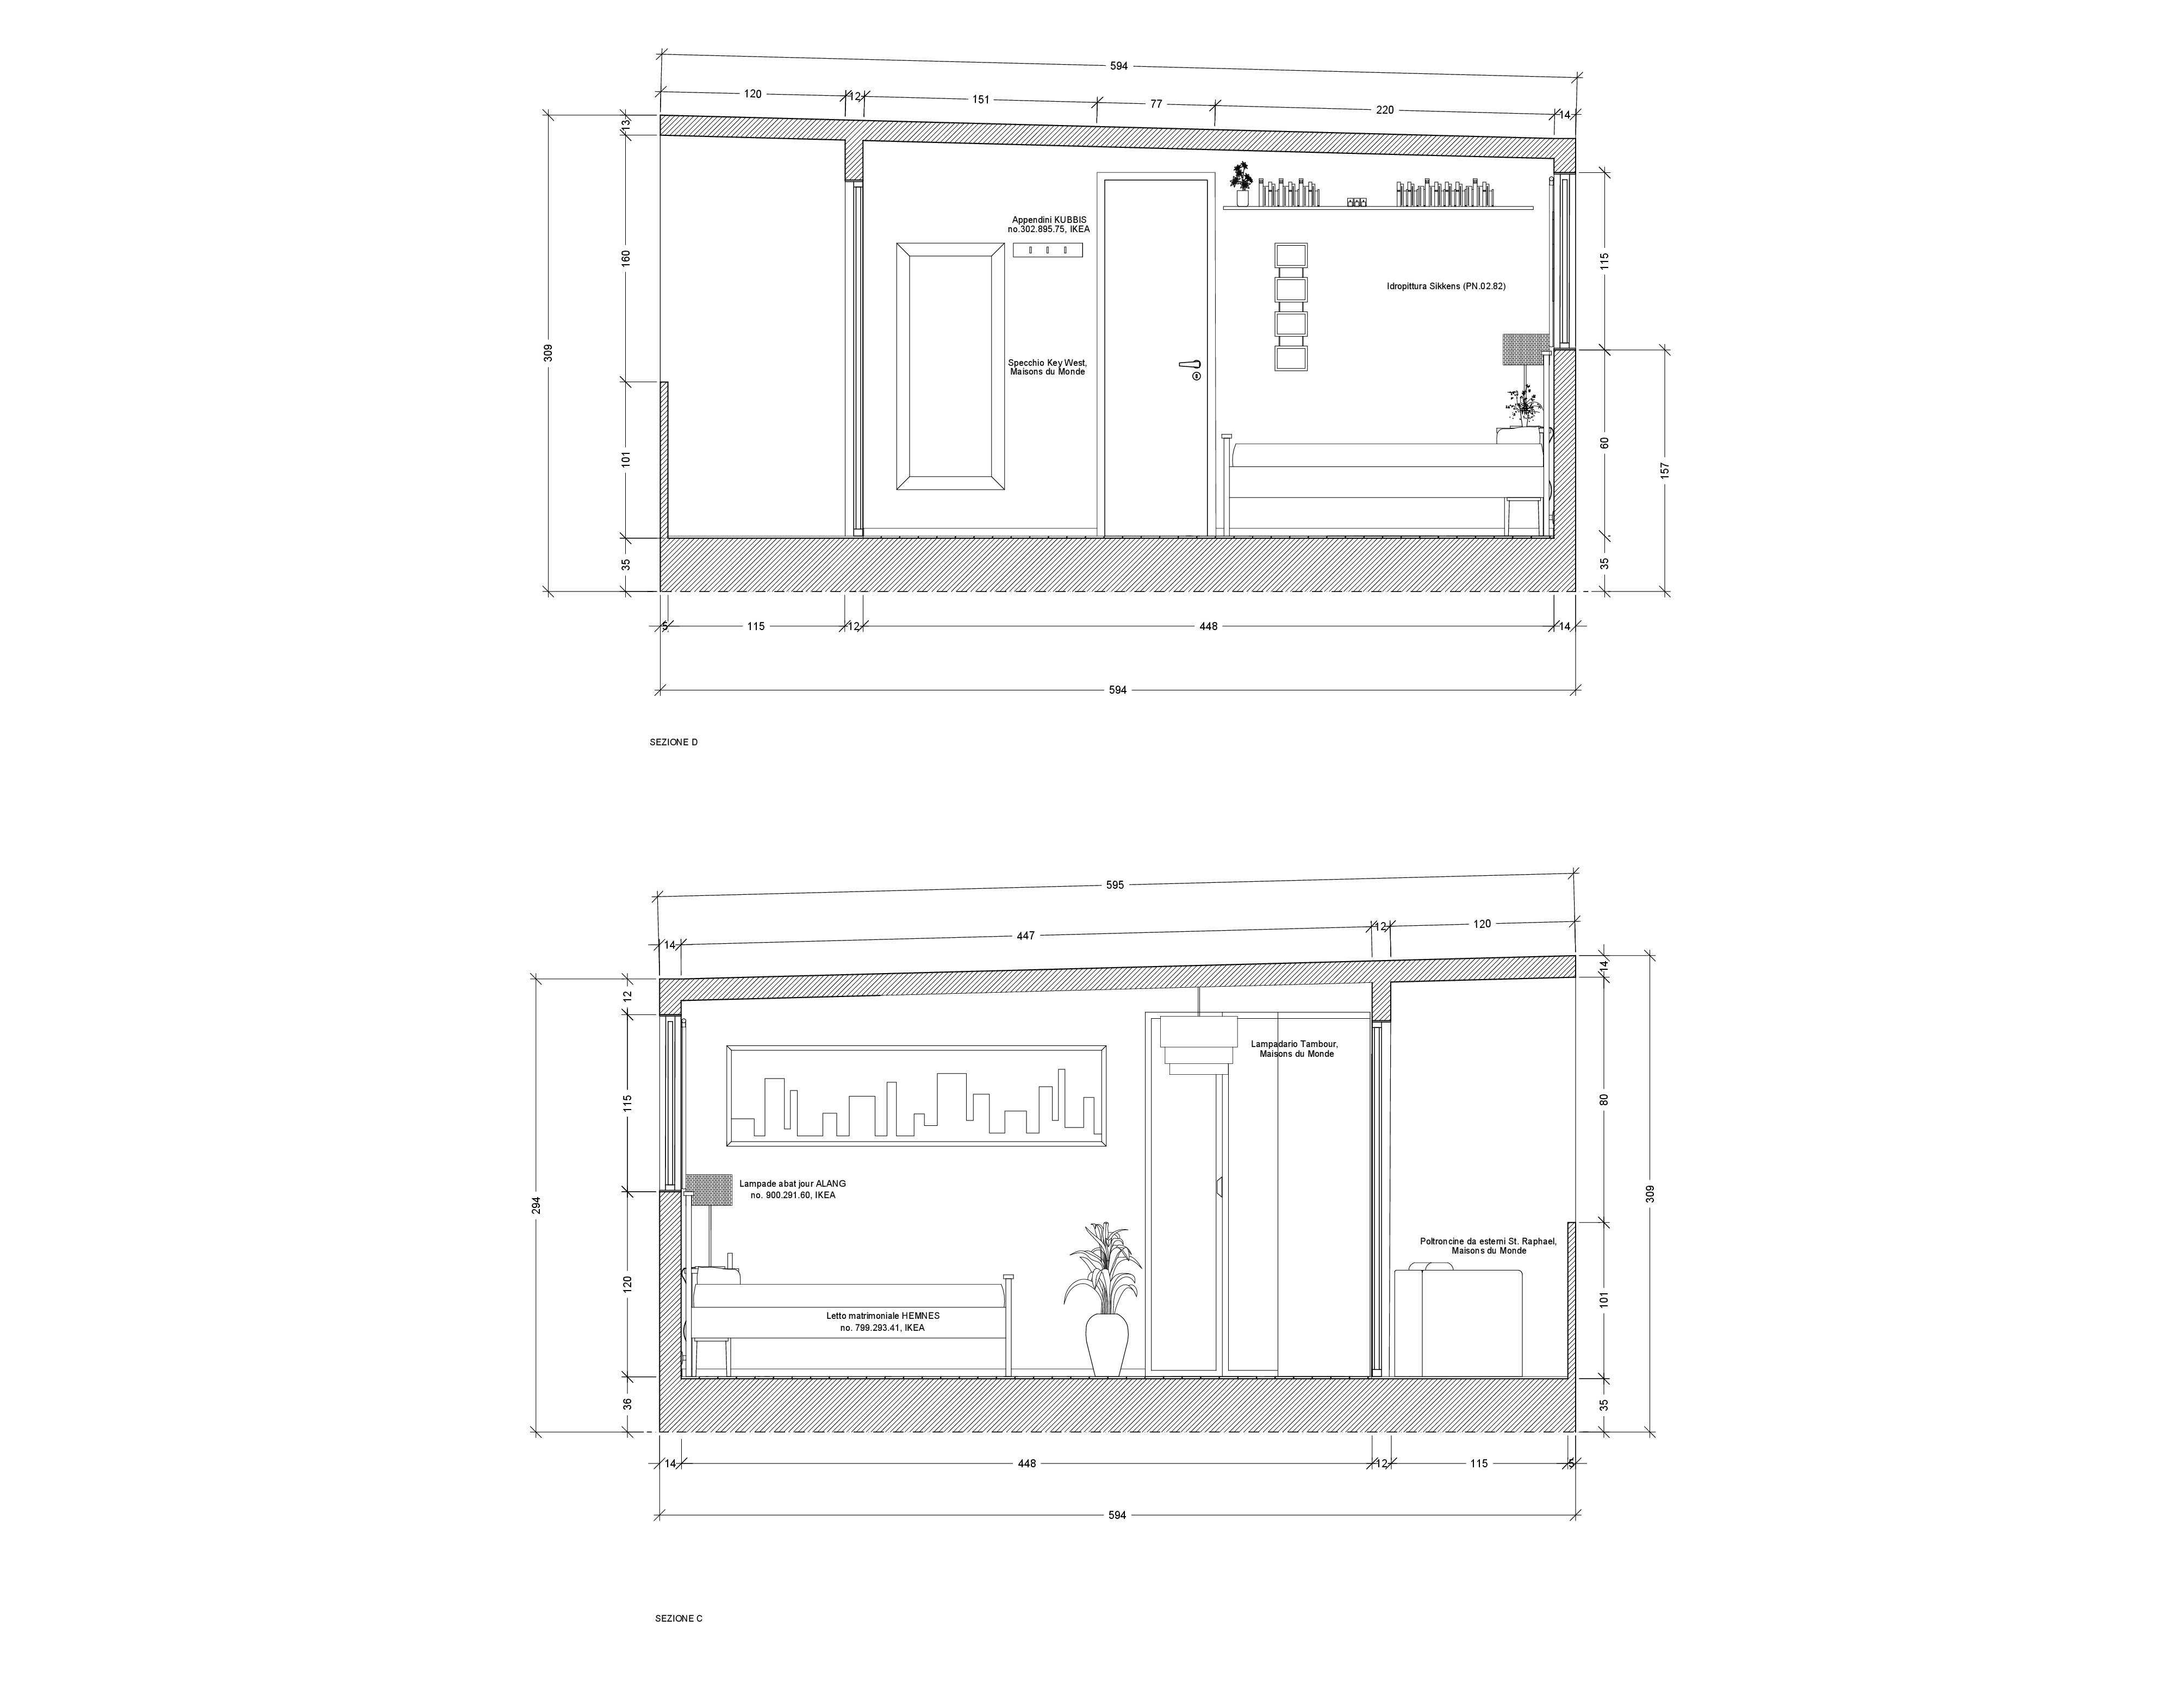 594
120
12
151
77
220
14
13
160
309
101
35
Appendini KUBBIS
no.302.895.75, IKEA
Specchio Key West,
Maisons du Monde
Idropittura Sikkens (PN.02.82)
115
60
157
35
5
115
12
448
14
594
SEZIONE D
595
14
447
12
120
12
115
294
120
36
Lampadario Tambour,
Maisons du Monde
Lampade abat jour ALANG
no. 900.291.60, IKEA
Letto matrimoniale HEMNES
no. 799.293.41, IKEA
Poltroncine da esterni St. Raphael,
Maisons du Monde
14
80
309
101
35
14
448
12
115
5
594
SEZIONE C